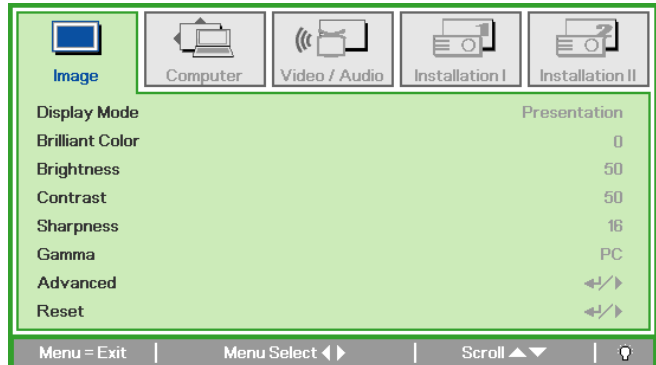 Image Computer Video / Audio Installation I Installation II
Display Mode Presentation
Brilliant Color 0
Brightness 50
Contrast 50
Sharpness 16
Gamma PC
Advanced
Reset
Menu = Exit Menu Select Scroll